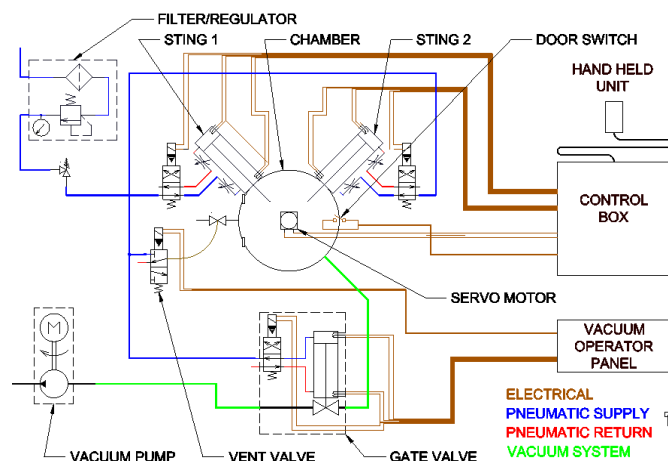 FILTER/REGULATOR
STING 1
CHAMBER
STING 2
DOOR SWITCH
HAND HELD
UNIT
CONTROL
BOX
SERVO MOTOR
VACUUM
OPERATOR
PANEL
M
ELECTRICAL
PNEUMATIC SUPPLY
PNEUMATIC RETURN
VACUUM SYSTEM
VACUUM PUMP
VENT VALVE
GATE VALVE